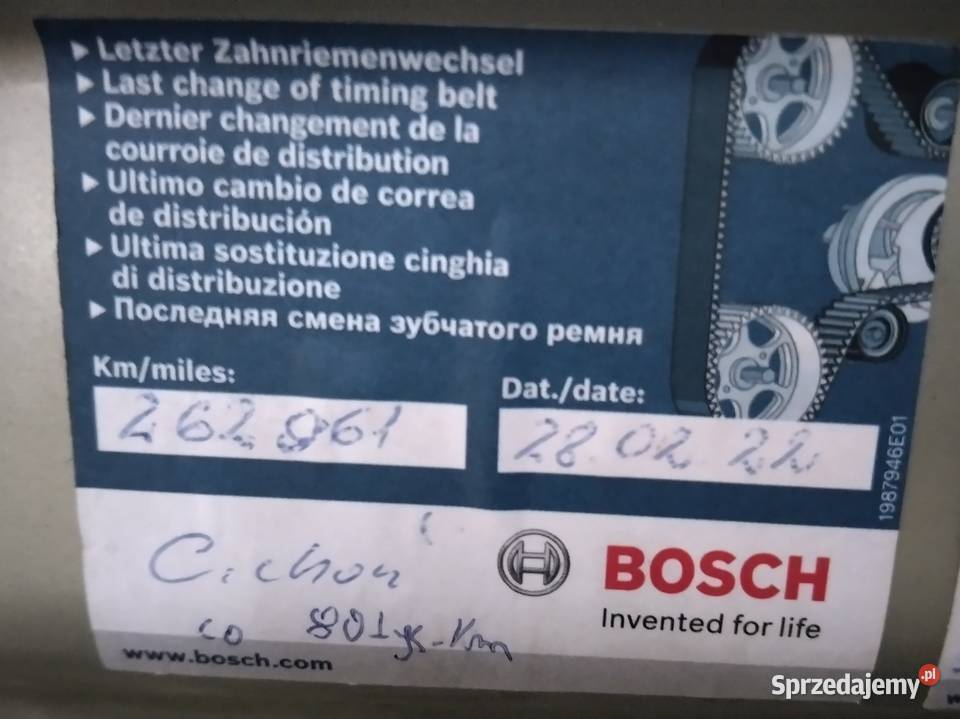 ▸ Letzter Zahnriemenwechsel
▸ Last change of timing belt
▸ Dernier changement de la
courroie de distribution
▸ Ultimo cambio de correa
de distribución
▸ Ultima sostituzione cinghia
di distribuzione
▸ Последняя смена зубчатого ремня
Km/miles:
262 961
Dat./date:
28.02 22
1987946E01
Cichoń
co
BOSCH
Invented for life
www.bosch.com
Sprzedajemy.pl